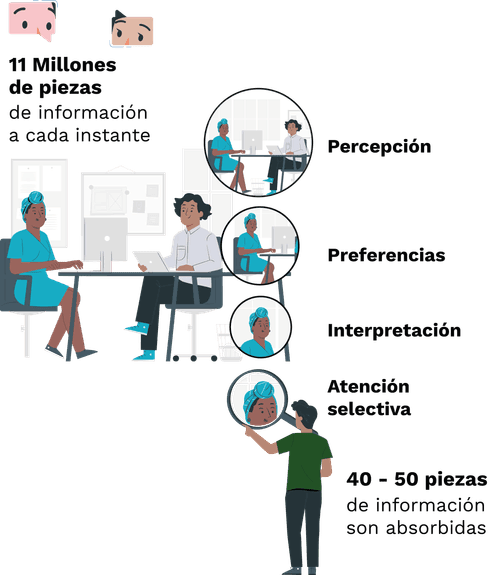 11 Millones
de piezas
de información
a cada instante
Percepción
Preferencias
Interpretación
Atención
selectiva
40 - 50 piezas
de información
son absorbidas